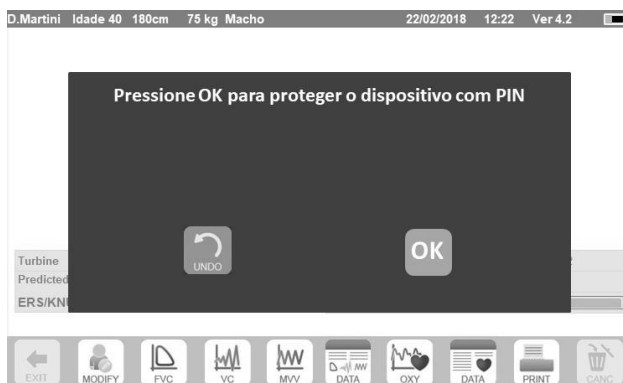 D.Martini Idade 40 180cm 75 kg Macho 22/02/2018 12:22 Ver 4.2
Pressione OK para proteger o dispositivo com PIN
UNDO OK
Turbine
Predicted
ERS/KNU
EXIT MODIFY FVC VC MVV DATA OXY DATA PRINT CANC